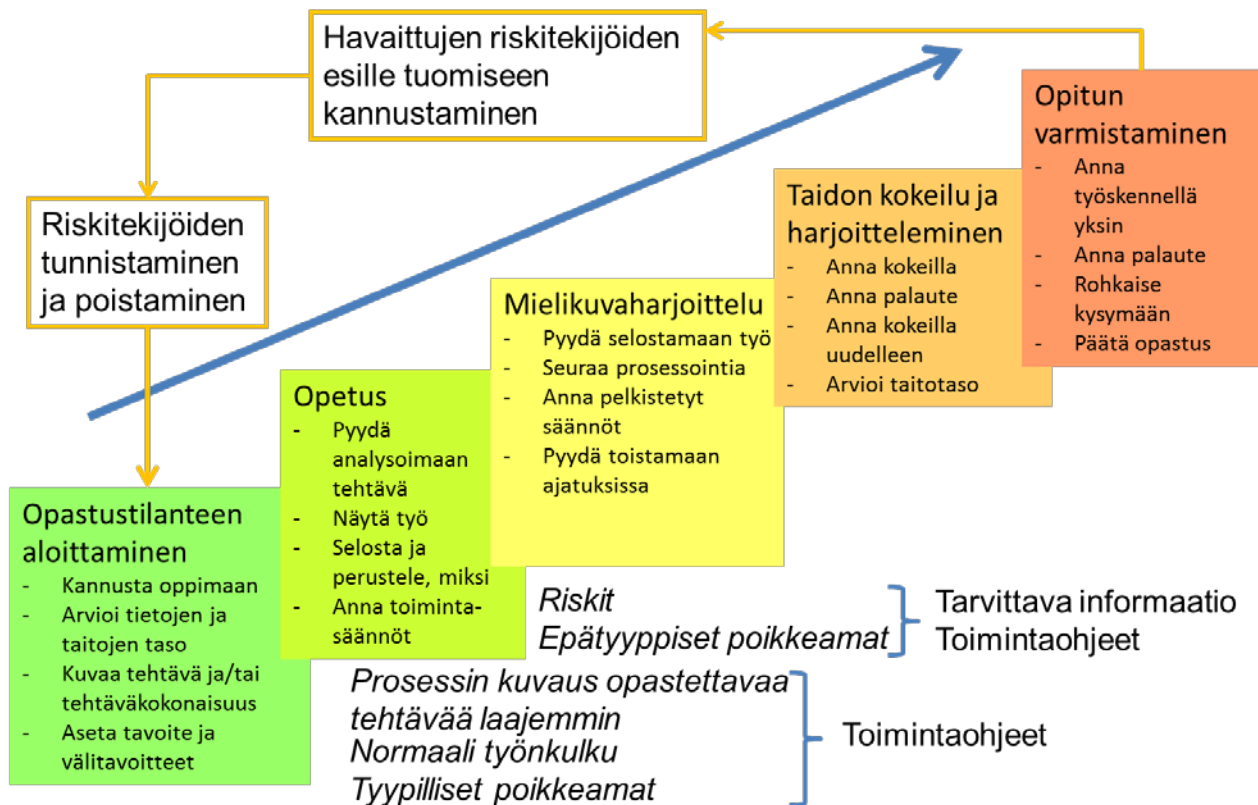 Havaittujen riskitekijöiden
esille tuomiseen
kannustaminen
Riskitekijöiden
tunnistaminen
ja poistaminen
Opastustilanteen
aloittaminen
- Kannusta oppimaan
- Arvioi tietojen ja
taitojen taso
- Kuvaa tehtävä ja/tai
tehtäväkokonaisuus
- Aseta tavoite ja
välitavoitteet
Opetus
- Pyydä
analysoimaan
tehtävä
- Näytä työ
- Selosta ja
perustele, miksi
- Anna toiminta-
säännöt
Mielikuvaharjoittelu
- Pyydä selostamaan työ
- Seuraa prosessointia
- Anna pelkistetyt
säännöt
- Pyydä toistamaan
ajatuksissa
Taidon kokeilu ja
harjoitteleminen
- Anna kokeilla
- Anna palaute
- Anna kokeilla
uudelleen
- Arvioi taitotaso
Opitun
varmistaminen
- Anna
työskennellä
yksin
- Anna palaute
- Rohkaise
kysymään
- Päätä opastus
Riskit
Epätyyppiset poikkeamat
Tarvittava informaatio
Toimintaohjeet
Prosessin kuvaus opastettavaa
tehtävää laajemmin
Normaali työnkulku
Tyypilliset poikkeamat
Toimintaohjeet